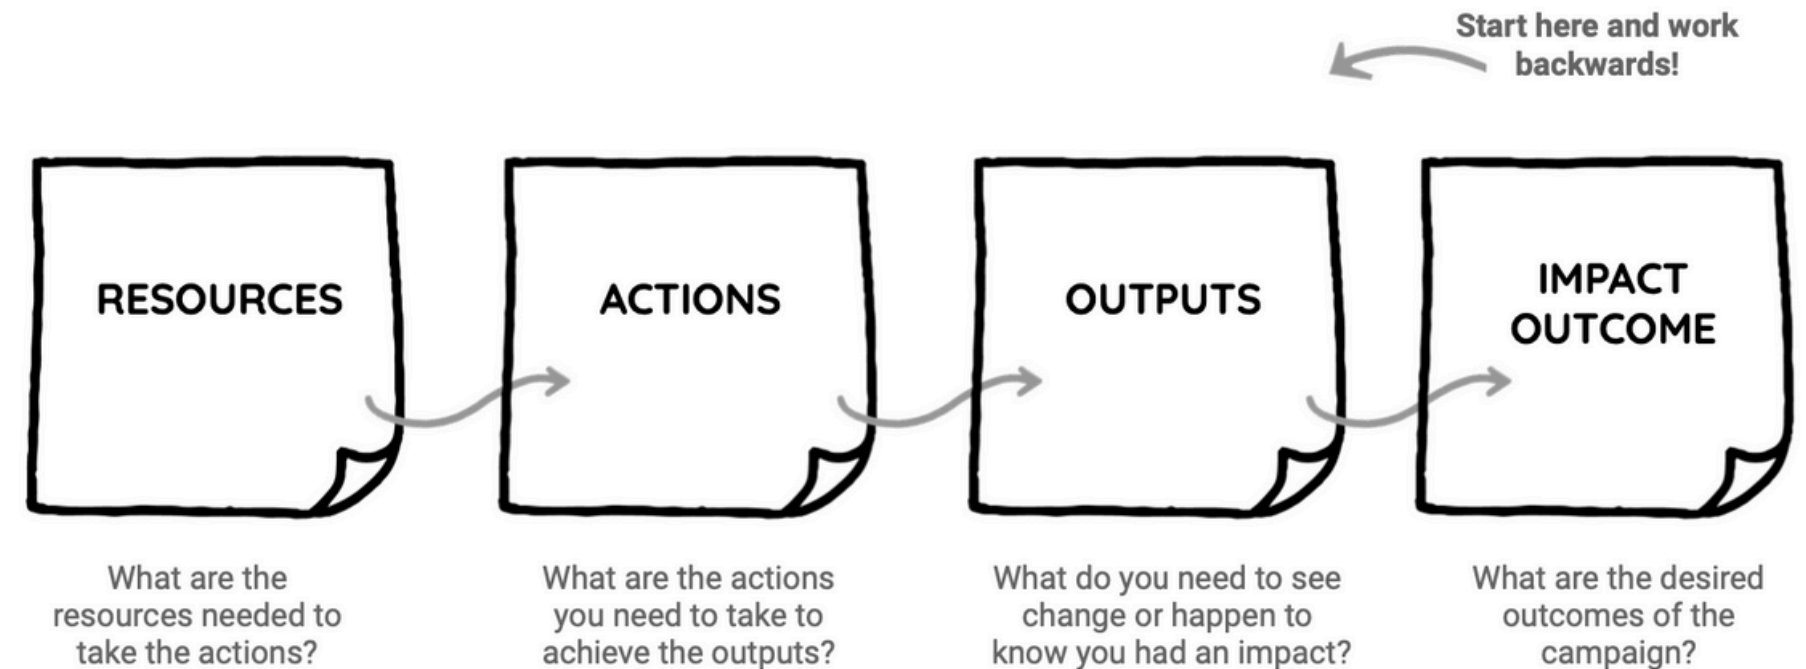 Start here and work
backwards!
RESOURCES
ACTIONS
OUTPUTS
IMPACT
OUTCOME
What are the
resources needed to
take the actions?
What are the actions
you need to take to
achieve the outputs?
What do you need to see
change or happen to
know you had an impact?
What are the desired
outcomes of the
campaign?